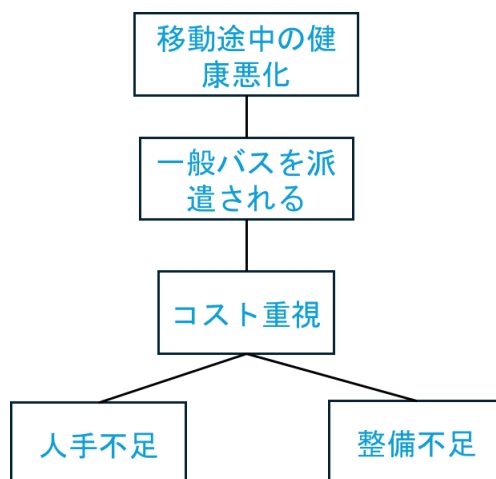 移動途中の健
康悪化
一般バスを派
遣される
コスト重視
人手不足
整備不足